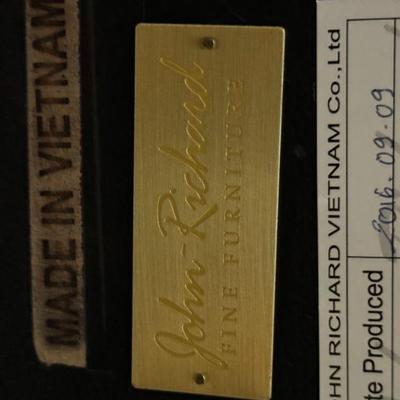 MADE IN VIETNAM
John-Richard
FINE FURNITURE
HN RICHARD VIETNAM Co.,Ltd
te Produced 2016.09.09